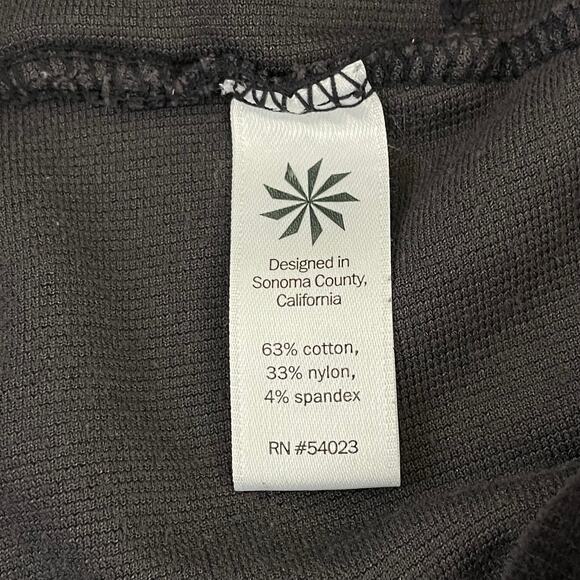 Designed in
Sonoma County,
California
63% cotton,
33% nylon,
4% spandex
RN #54023